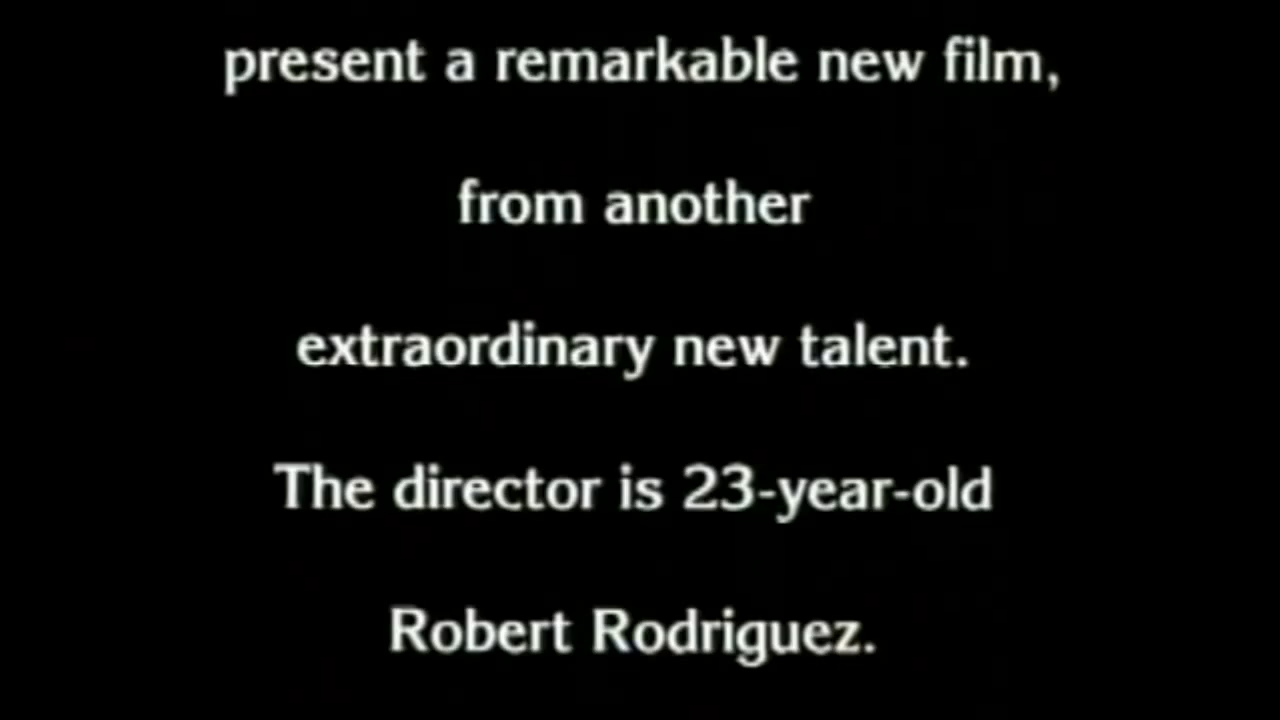 present a remarkable new film,
from another
extraordinary new talent.
The director is 23-year-old
Robert Rodriguez.